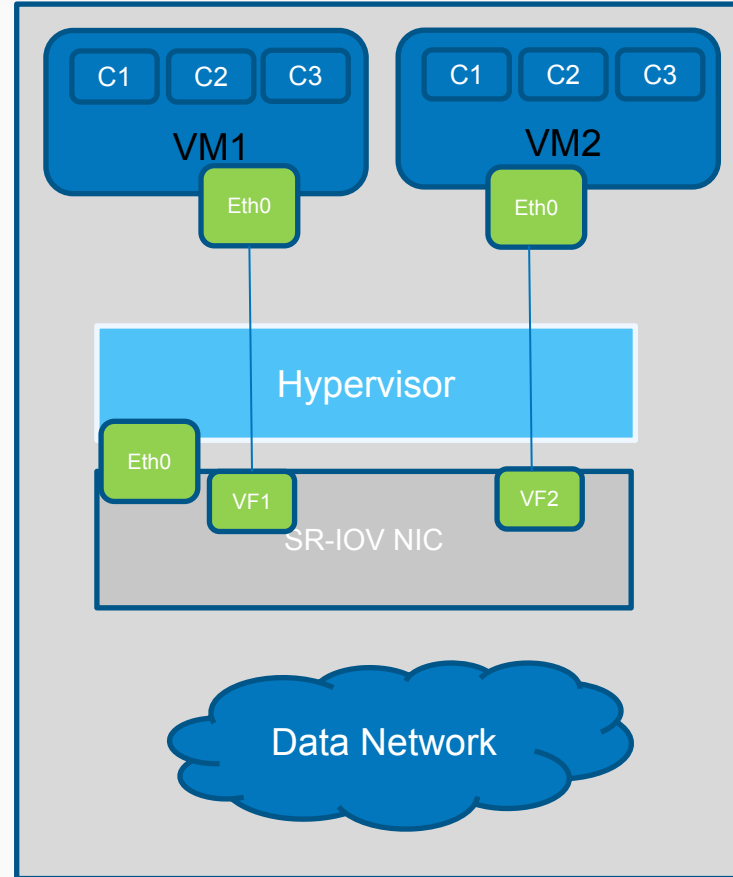 C1 C2 C3
VM1
Eth0
C1 C2 C3
VM2
Eth0
Hypervisor
Eth0
VF1
VF2
SR-IOV NIC
Data Network